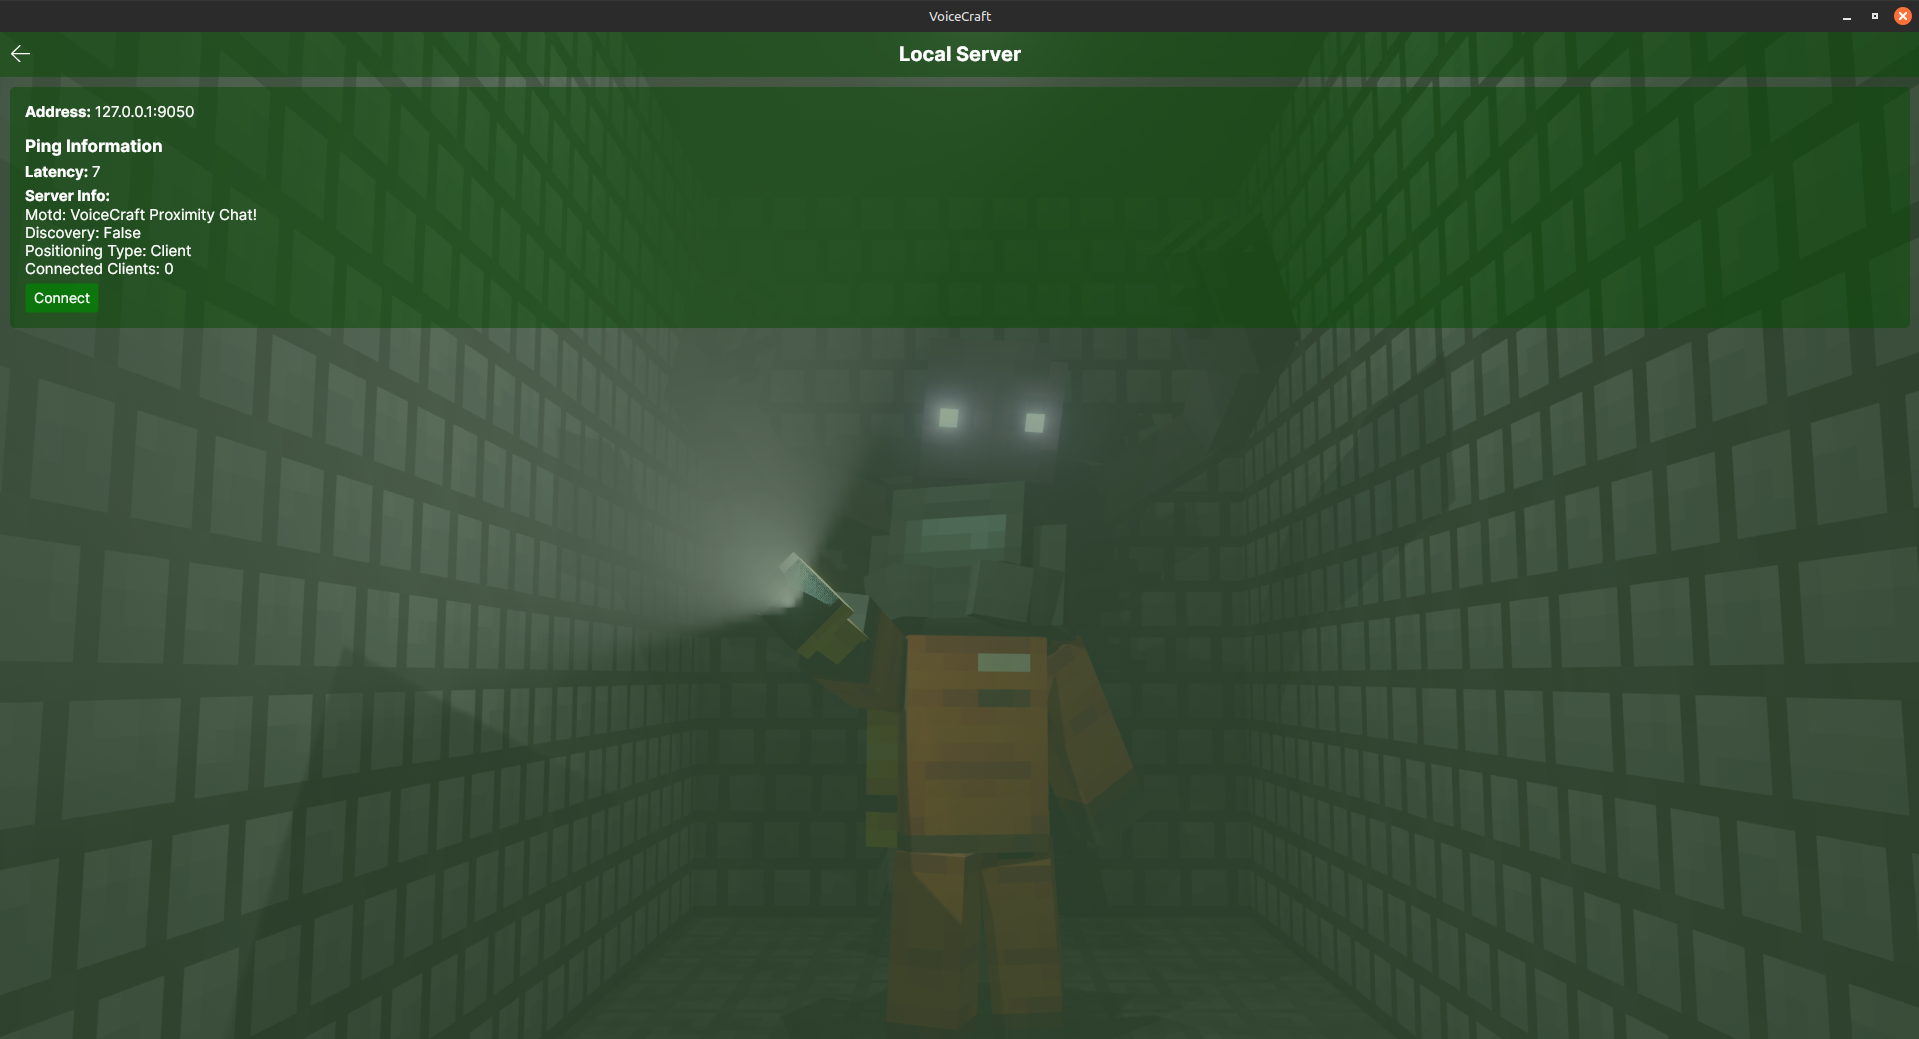 VoiceCraft
Local Server
Address: 127.0.0.1:9050
Ping Information
Latency: 7
Server Info:
Motd: VoiceCraft Proximity Chat!
Discovery: False
Positioning Type: Client
Connected Clients: 0
Connect